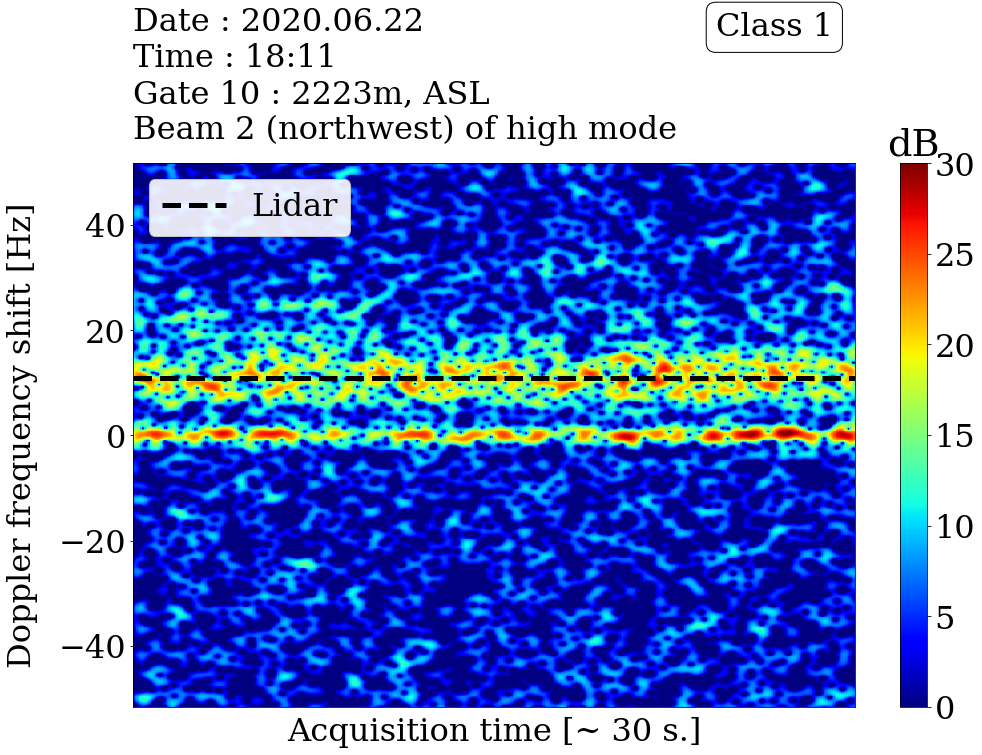 Date : 2020.06.22
Time : 18:11
Gate 10 : 2223m, ASL
Beam 2 (northwest) of high mode
Class 1
dB
Lidar
Doppler frequency shift [Hz]
40
20
0
−20
−40
30
25
20
15
10
5
0
Acquisition time [~ 30 s.]